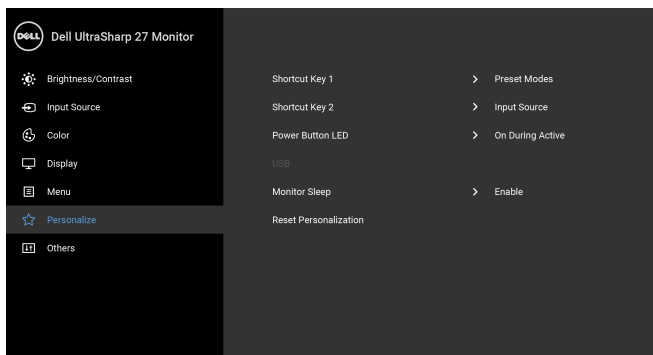 DELL Dell UltraSharp 27 Monitor
Brightness/Contrast Shortcut Key 1 Preset Modes
Input Source Shortcut Key 2 Input Source
Color Power Button LED On During Active
Display USB
Menu Monitor Sleep Enable
Personalize Reset Personalization
Others